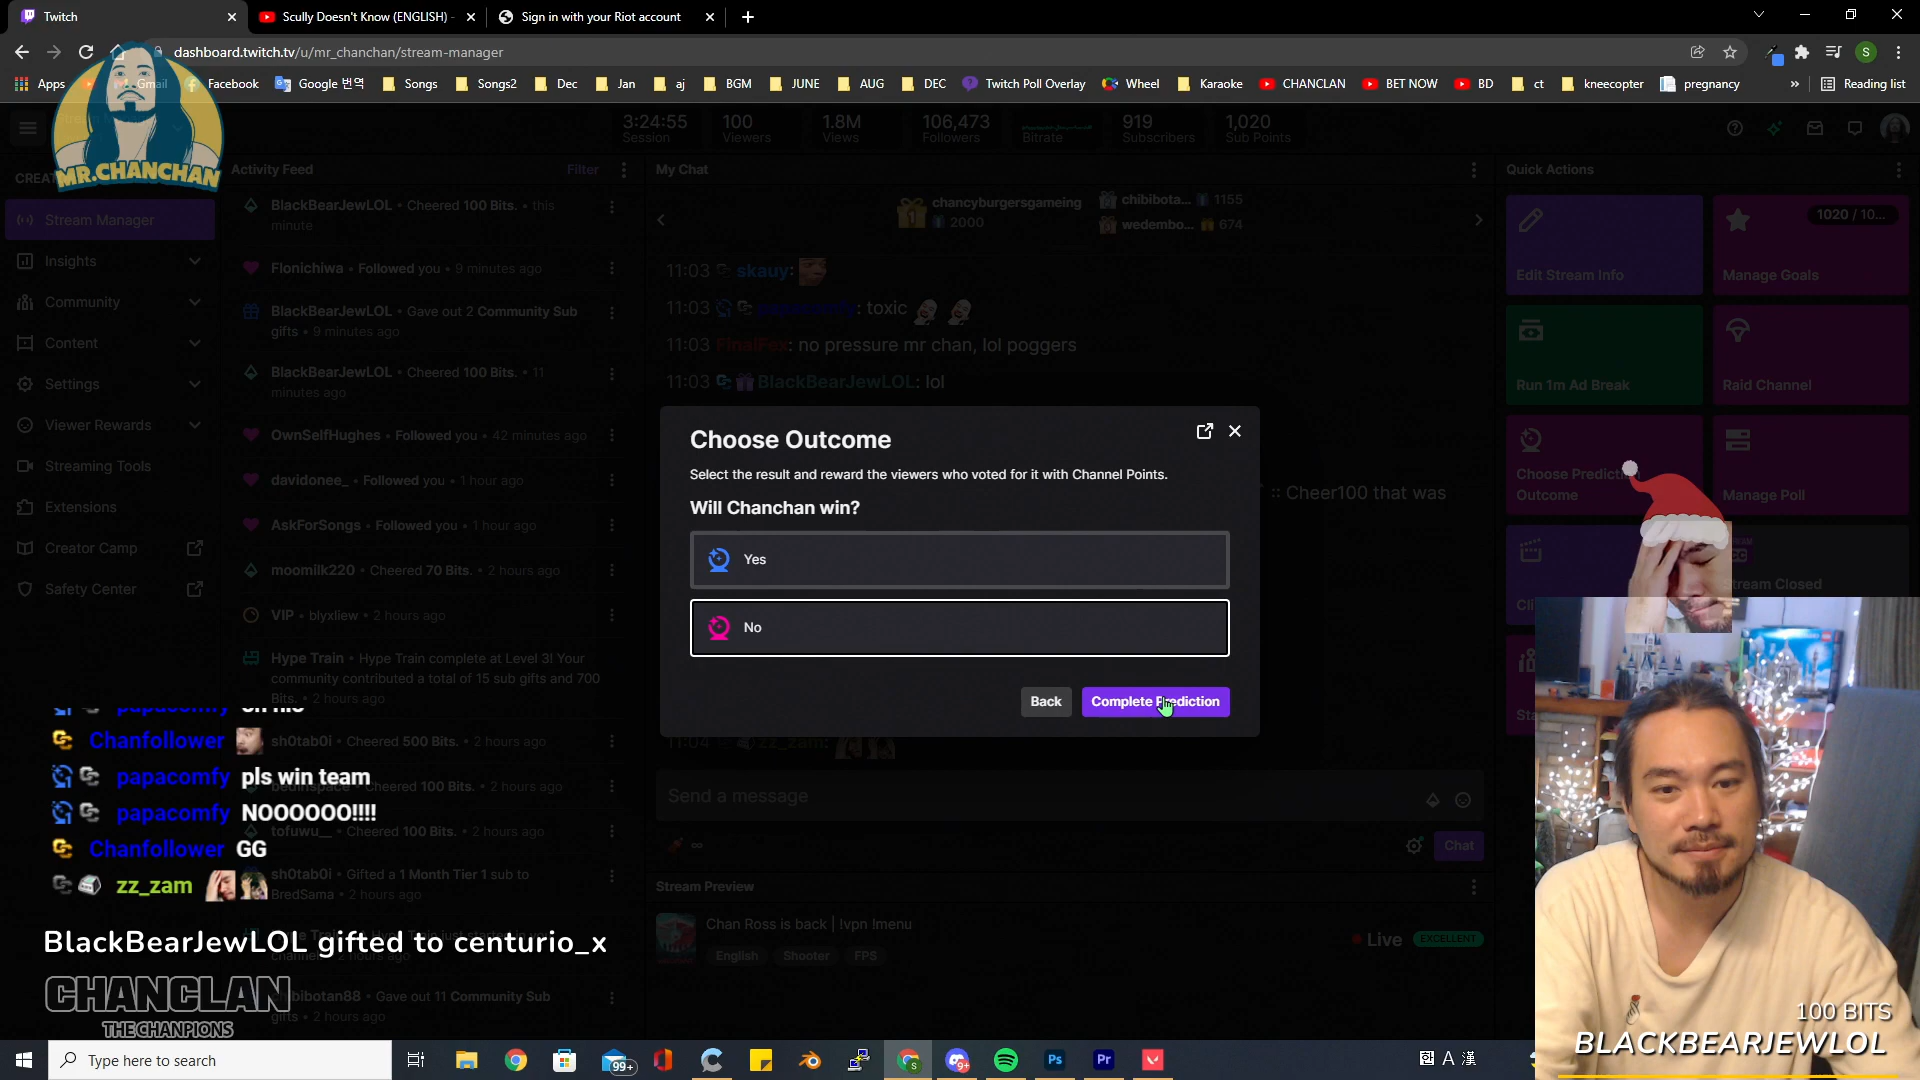 Twitch
Scully Doesn't Know (ENGLISH) -
Sign in with your Riot account
dashboard.twitch.tv/u/mr_chanchan/stream-manager
S
Apps
Gmail
Facebook
Google 번역
Songs
Songs2
Dec
Jan
aj
BGM
JUNE
AUG
DEC
Twitch Poll Overlay
Wheel
Karaoke
CHANCLAN
BET NOW
BD
ct
kneecopter
pregnancy
»
Reading list
MR.CHANCHAN
3:24:55
Session
100
Viewers
1.8M
Views
106,473
Followers
Bitrate
919
Subscribers
1,020
Sub Points
Stream Manager
Insights
Community
Content
Settings
Viewer Rewards
Streaming Tools
Extensions
Creator Camp
Safety Center
Activity Feed
Filter
BlackBearJewLOL • Cheered 100 Bits. • this
minute
Flonichiwa • Followed you • 9 minutes ago
BlackBearJewLOL • Gave out 2 Community Sub
gifts • 9 minutes ago
BlackBearJewLOL • Cheered 100 Bits. • 11
minutes ago
OwnSelfHughes • Followed you • 42 minutes ago
davidonee_ • Followed you • 1 hour ago
AskForSongs • Followed you • 1 hour ago
moomilk220 • Cheered 70 Bits. • 2 hours ago
VIP • blyxliew • 2 hours ago
Hype Train • Hype Train complete at Level 3! Your
community contributed a total of 15 sub gifts and 700
Bits. • 2 hours ago
sh0tab0i • Cheered 500 Bits. • 2 hours ago
Cheered 100 Bits. • 2 hours ago
tofuwu__ • Cheered 100 Bits. • 2 hours ago
sh0tab0i • Gifted a 1 Month Tier 1 sub to
BredSama • 2 hours ago
Gave out 11 Community Sub
gifts • 2 hours ago
Chanfollower
papacomfy pls win team
papacomfy NOOOOOO!!!!
Chanfollower GG
zz_zam
BlackBearJewLOL gifted to centurio_x
CHANCLAN
THE CHANPIONS
My Chat
1
chancyburgersgameing
2000
chibibota... 1155
wedembo... 674
11:03 skauy:
11:03 papacomfy: toxic
11:03 FinalFex: no pressure mr chan, lol poggers
11:03 BlackBearJewLOL: lol
:: Cheer100 that was
11:04 zz_zam:
Choose Outcome
Select the result and reward the viewers who voted for it with Channel Points.
Will Chanchan win?
Yes
No
Back
Complete Prediction
Send a message
Chat
Stream Preview
Chan Ross is back | !vpn !menu
English
Shooter
FPS
Live
EXCELLENT
Quick Actions
Edit Stream Info
1020 / 10...
Manage Goals
Run 1m Ad Break
Raid Channel
Choose Prediction
Outcome
Manage Poll
Stream Closed
100 BITS
BLACKBEARJEWLOL
Type here to search
99+
Ps
Pr
한 A 漢